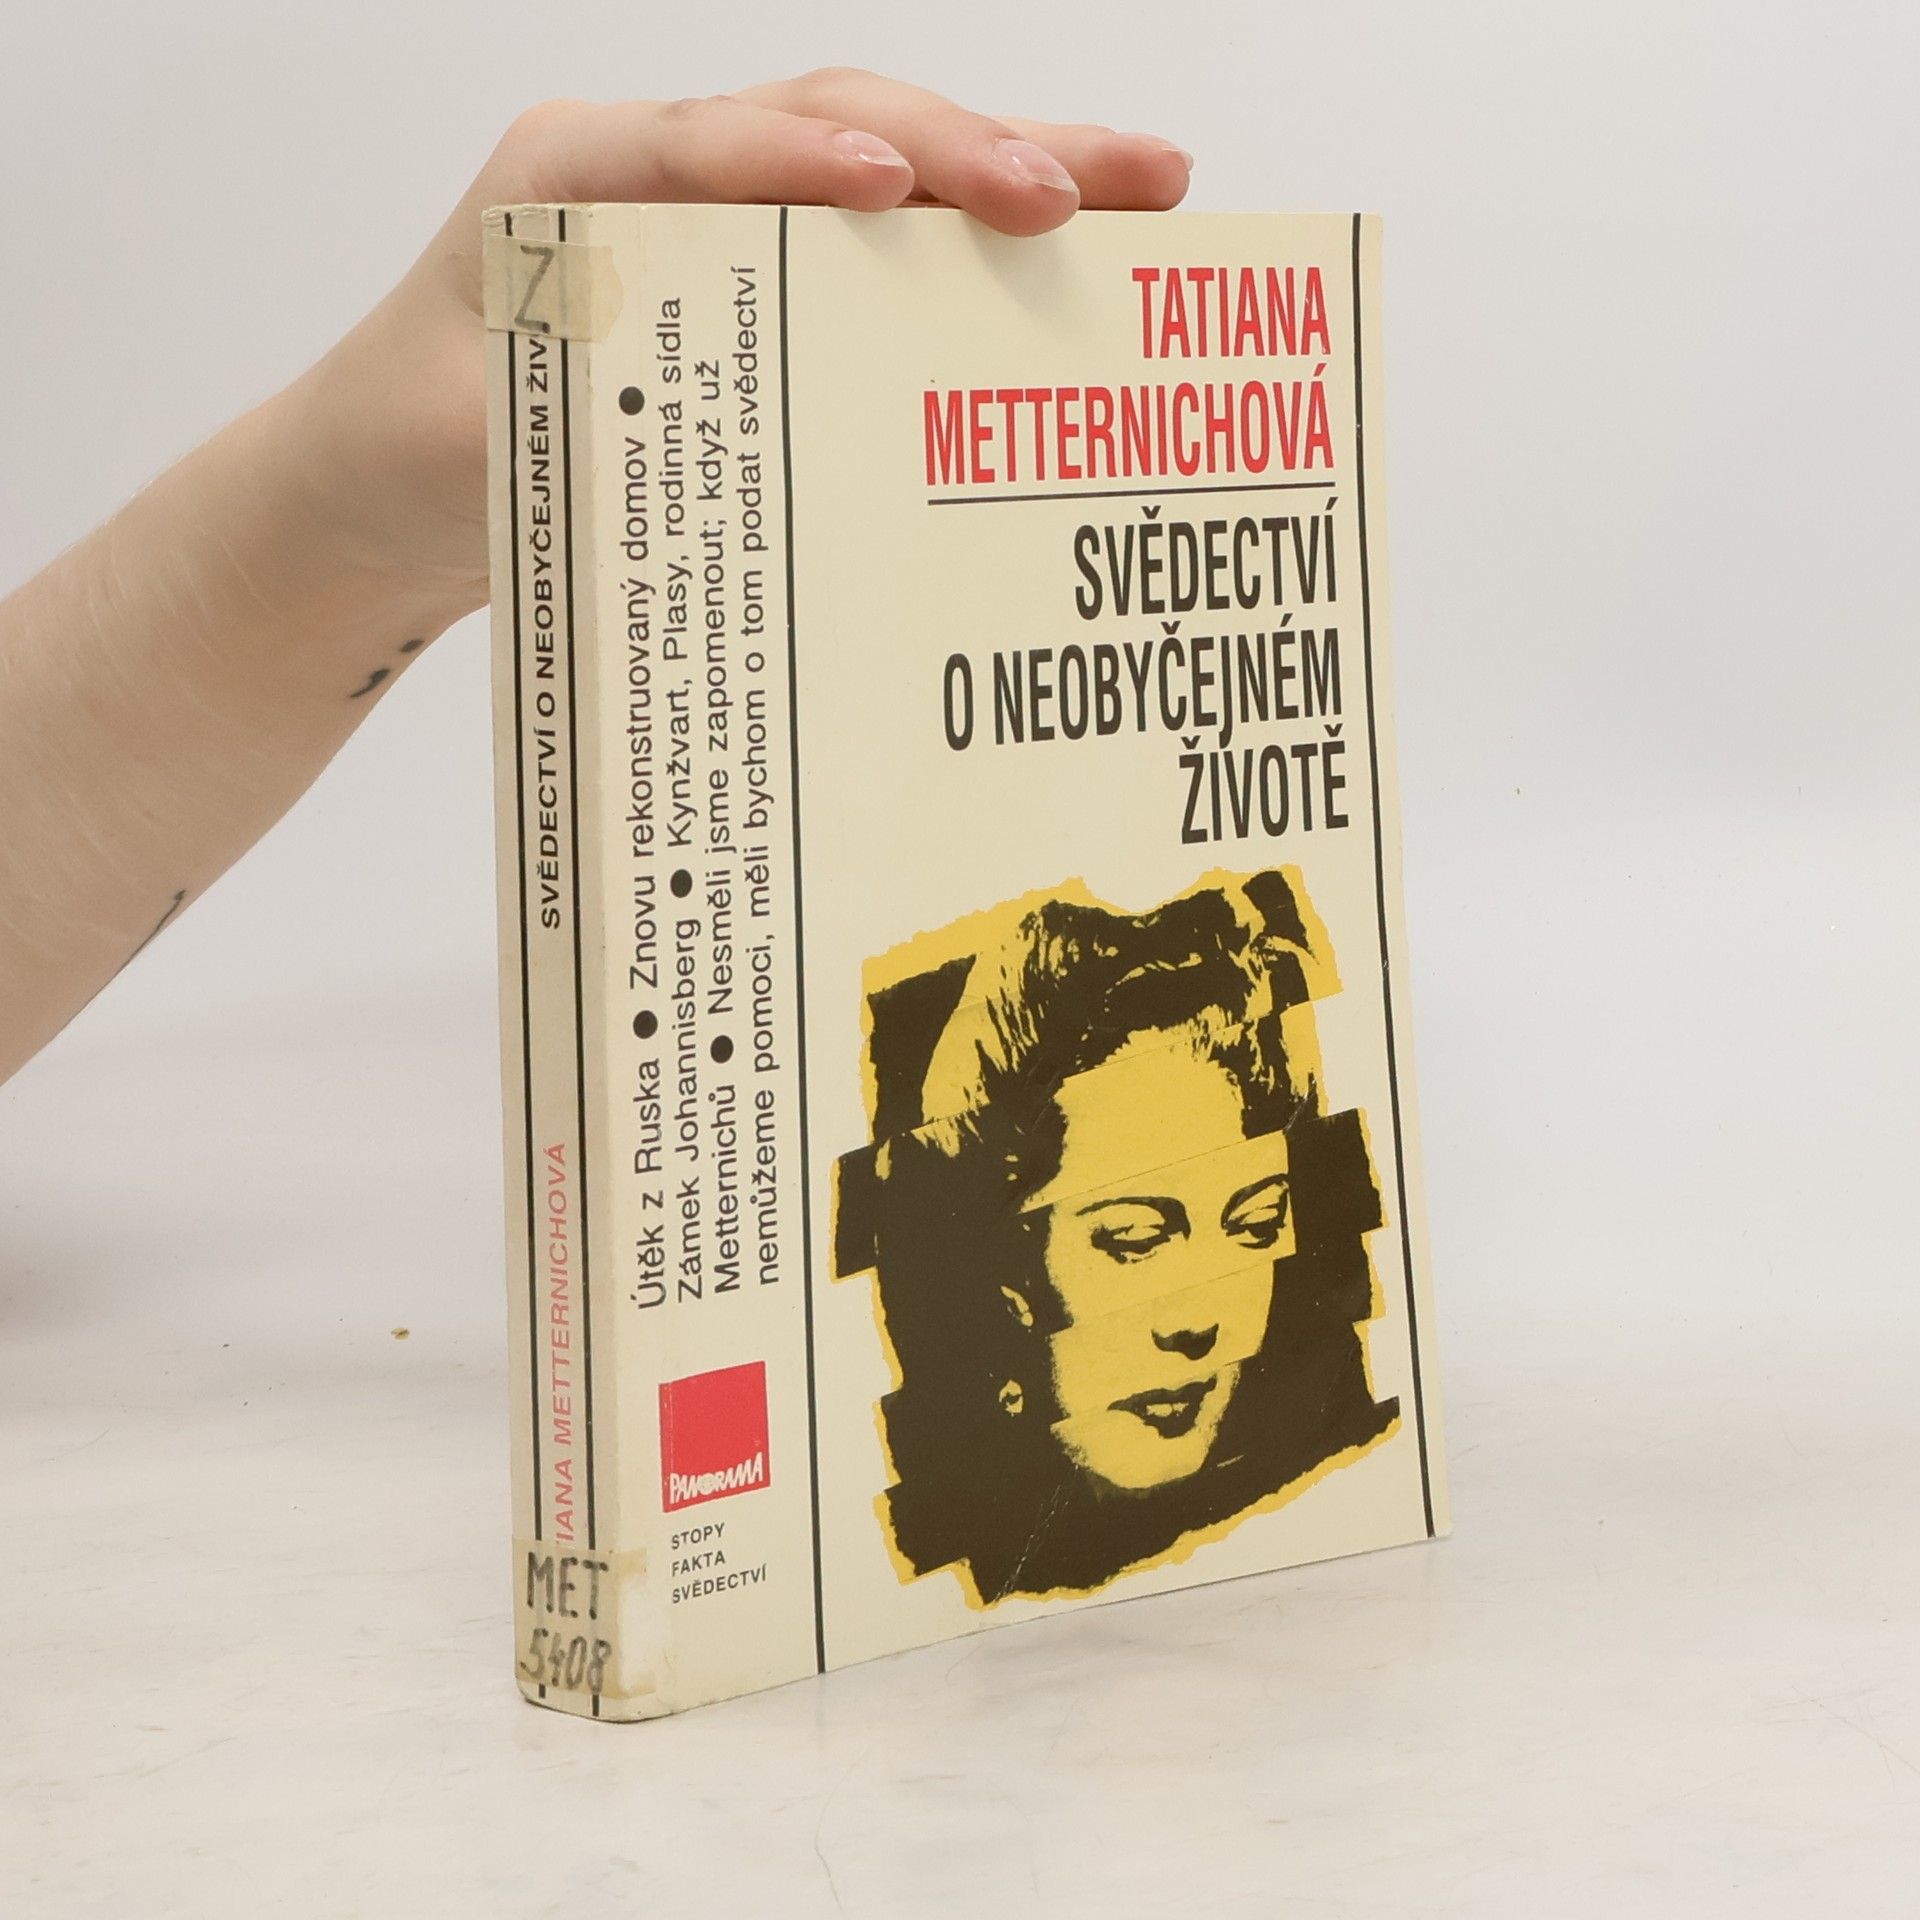 TATIANA
METTERNICHOVÁ
SVĚDECTVÍ
O NEOBYČEJNÉM
ŽIVOTĚ
Útěk z Ruska ● Znovu rekonstruovaný domov ●
Zámek Johannisberg ● Kynžvart, Plasy, rodinná sídla
Metternichů ● Nesměli jsme zapomenout; když už
nemůžeme pomoci, měli bychom o tom podat svědectví
PANORAMA
STOPY
FAKTA
SVĚDECTVÍ
Z
SVĚDECTVÍ O NEOBYČEJNÉM ŽIV
TIANA METTERNICHOVÁ
MET
5408